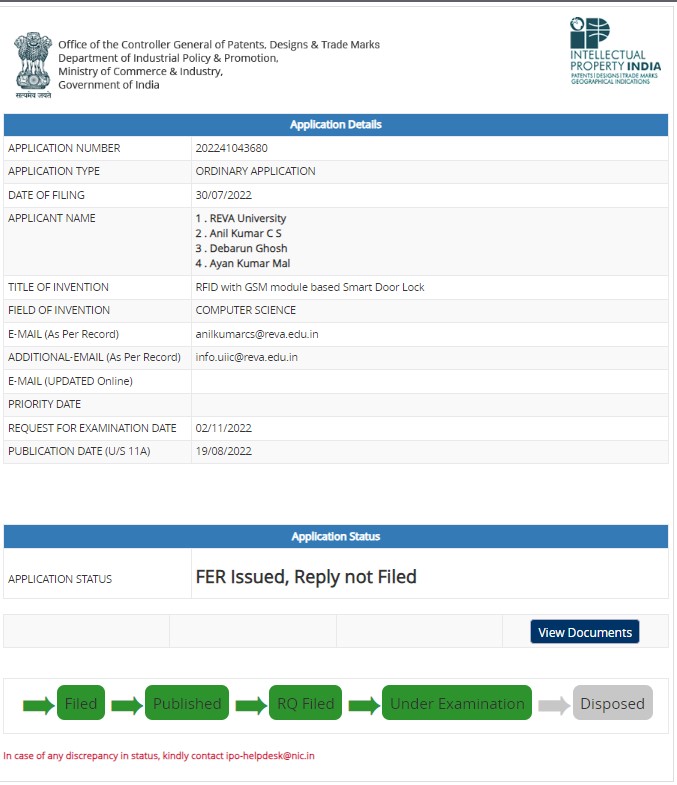 Office of the Controller General of Patents, Designs & Trade Marks
Department of Industrial Policy & Promotion,
Ministry of Commerce & Industry,
Government of India
सत्यमेव जयते
INTELLECTUAL
PROPERTY INDIA
PATENTS | DESIGNS | TRADE MARKS
GEOGRAPHICAL INDICATIONS
Application Details
APPLICATION NUMBER 202241043680
APPLICATION TYPE ORDINARY APPLICATION
DATE OF FILING 30/07/2022
APPLICANT NAME 1 . REVA University
2 . Anil Kumar C S
3 . Debarun Ghosh
4 . Ayan Kumar Mal
TITLE OF INVENTION RFID with GSM module based Smart Door Lock
FIELD OF INVENTION COMPUTER SCIENCE
E-MAIL (As Per Record) anilkumarcs@reva.edu.in
ADDITIONAL-EMAIL (As Per Record) info.uiic@reva.edu.in
E-MAIL (UPDATED Online)
PRIORITY DATE
REQUEST FOR EXAMINATION DATE 02/11/2022
PUBLICATION DATE (U/S 11A) 19/08/2022
Application Status
APPLICATION STATUS FER Issued, Reply not Filed
View Documents
Filed Published RQ Filed Under Examination Disposed
In case of any discrepancy in status, kindly contact ipo-helpdesk@nic.in